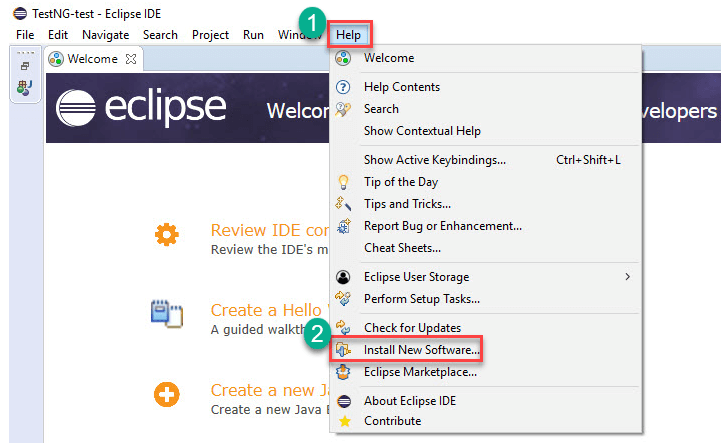 TestNG-test - Eclipse IDE
File Edit Navigate Search Project Run Window Help
1
Welcome
eclipse Welcom velopers
Welcome
Help Contents
Search
Show Contextual Help
Show Active Keybindings... Ctrl+Shift+L
Tip of the Day
Tips and Tricks...
Report Bug or Enhancement...
Cheat Sheets...
Eclipse User Storage
Perform Setup Tasks...
Check for Updates
2
Install New Software...
Eclipse Marketplace...
About Eclipse IDE
Contribute
Review IDE con
Review the IDE's m
Create a Hello
A guided walkth
Create a new Ja
Create a new Java